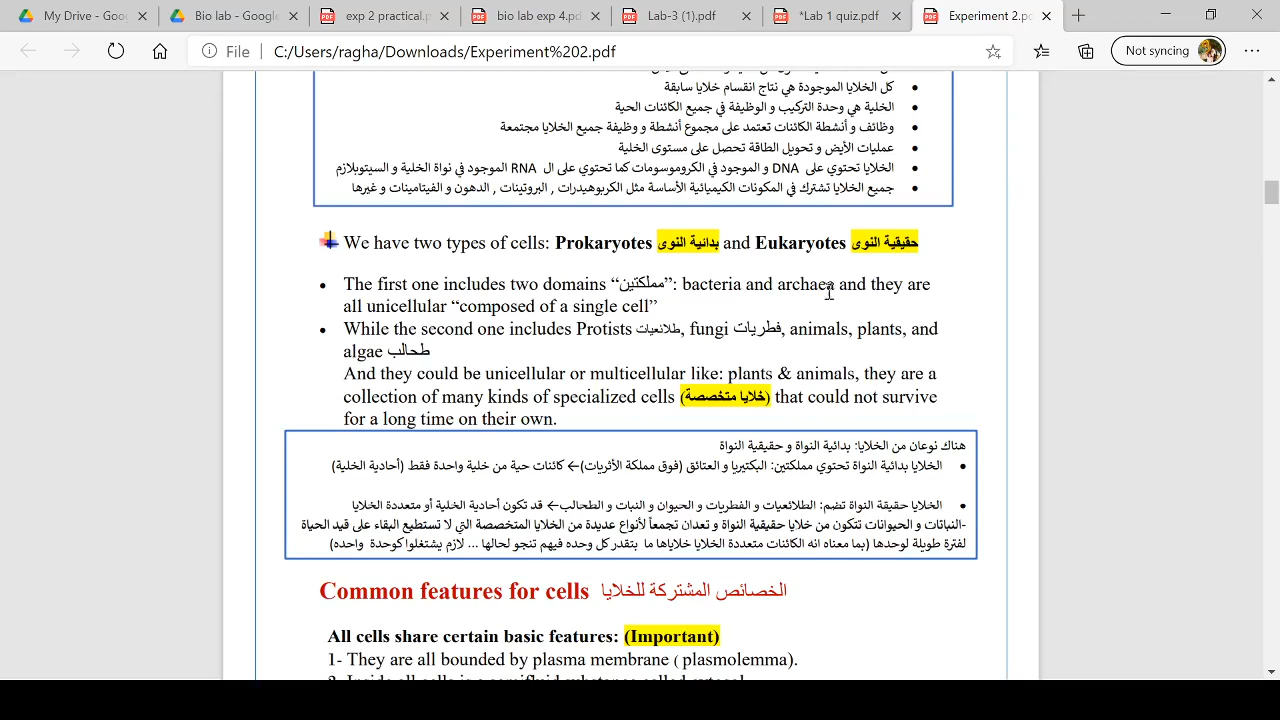 My Drive - Goo
Bio lab - Google
exp 2 practical.p
bio lab exp 4.pd
Lab-3 (1).pdf
*Lab 1 quiz.pdf
Experiment 2.pd
File
C:/Users/ragha/Downloads/Experiment%202.pdf
Not syncing
كل الخلايا الموجودة هي نتاج انقسام خلايا سابقة
الخلية هي وحدة التركيب و الوظيفة في جميع الكائنات الحية
وظائف و أنشطة الكائنات تعتمد على مجموع أنشطة و وظيفة جميع الخلايا مجتمعة
عمليات الأيض و تحويل الطاقة تحصل على مستوى الخلية
الخلايا تحتوي على DNA و الموجود في الكروموسومات كما تحتوي على ال RNA الموجود في نواة الخلية و السيتوبلازم
جميع الخلايا تشترك في المكونات الكيميائية الأساسة مثل الكربوهيدرات , البروتينات , الدهون و الفيتامينات و غيرها
We have two types of cells: Prokaryotes بدائية النوى and Eukaryotes حقيقية النوى
The first one includes two domains “مملكتين”: bacteria and archaea and they are
all unicellular “composed of a single cell”
While the second one includes Protists طلائعيات, fungi فطريات, animals, plants, and
algae طحالب
And they could be unicellular or multicellular like: plants & animals, they are a
collection of many kinds of specialized cells (خلايا متخصصة) that could not survive
for a long time on their own.
هناك نوعان من الخلايا: بدائية النواة و حقيقية النواة
الخلايا بدائية النواة تحتوي مملكتين: البكتيريا و العتائق (فوق مملكة الأثريات)← كائنات حية من خلية واحدة فقط (أحادية الخلية)
الخلايا حقيقة النواة تضم: الطلائعيات و الفطريات و الحيوان و النبات و الطحالب← قد تكون أحادية الخلية أو متعددة الخلايا
-النباتات و الحيوانات تتكون من خلايا حقيقية النواة و تعدان تجمعاً لأنواع عديدة من الخلايا المتخصصة التي لا تستطيع البقاء على قيد الحياة
لفترة طويلة لوحدها (بما معناه انه الكائنات متعددة الخلايا خلاياها ما بتقدر كل وحده فيهم تنجو لحالها ... لازم يشتغلوا كوحدة واحده)
Common features for cells الخصائص المشتركة للخلايا
All cells share certain basic features: (Important)
1- They are all bounded by plasma membrane ( plasmolemma).
2- Inside all cells is a semifluid substance called cytosol